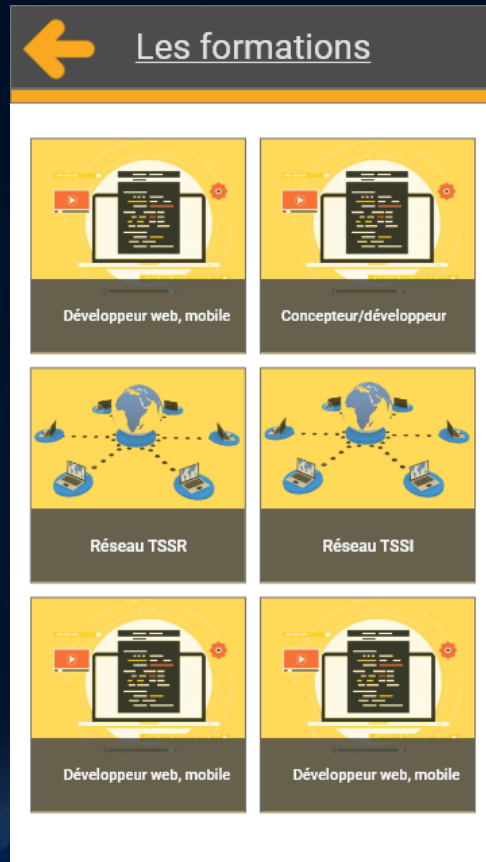 Les formations
Développeur web, mobile
Concepteur/développeur
Réseau TSSR
Réseau TSSI
Développeur web, mobile
Développeur web, mobile